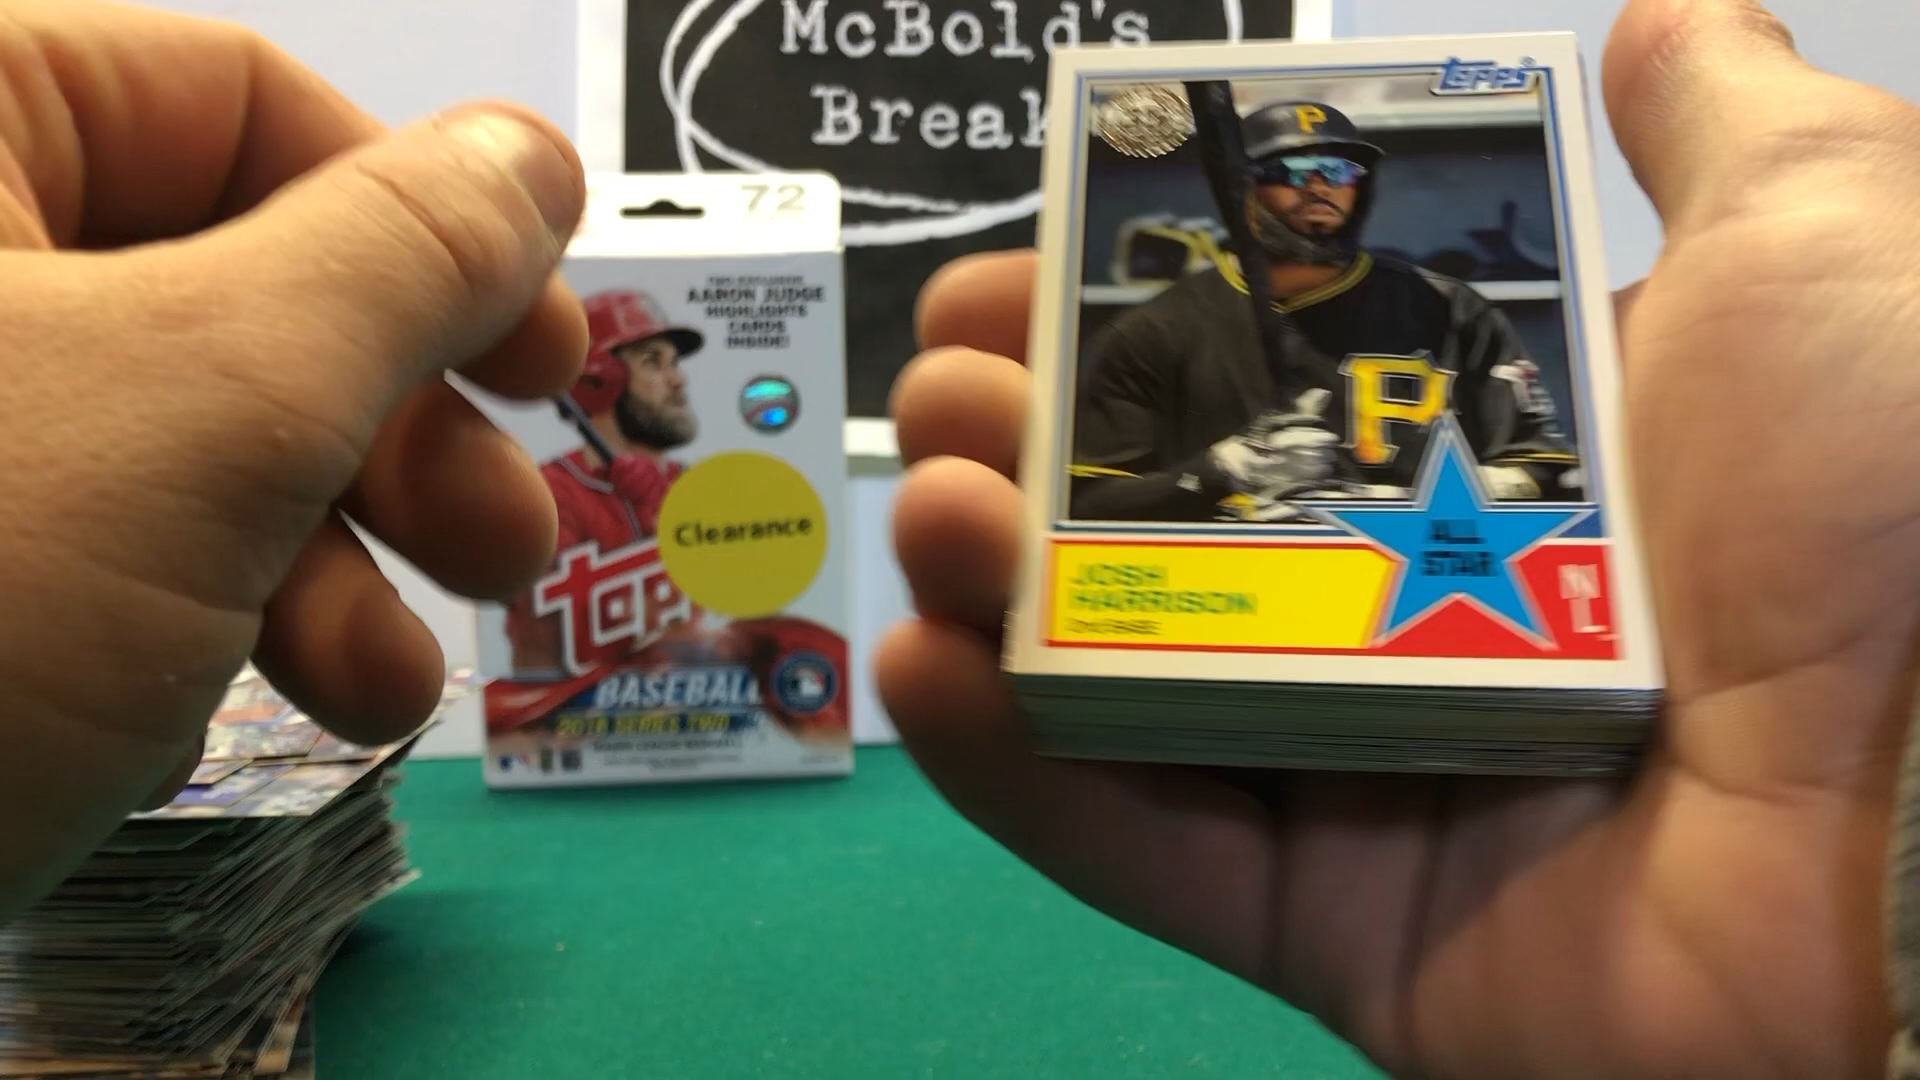 McBold's
Break
72
AARON JUDGE
HIGHLIGHTS
CARDS
INSIDE!
Clearance
Topp
BASEBALL
2018 SERIES TWO
Topps
P
P
ALL
STAR
JOSH
HARRISON
NL